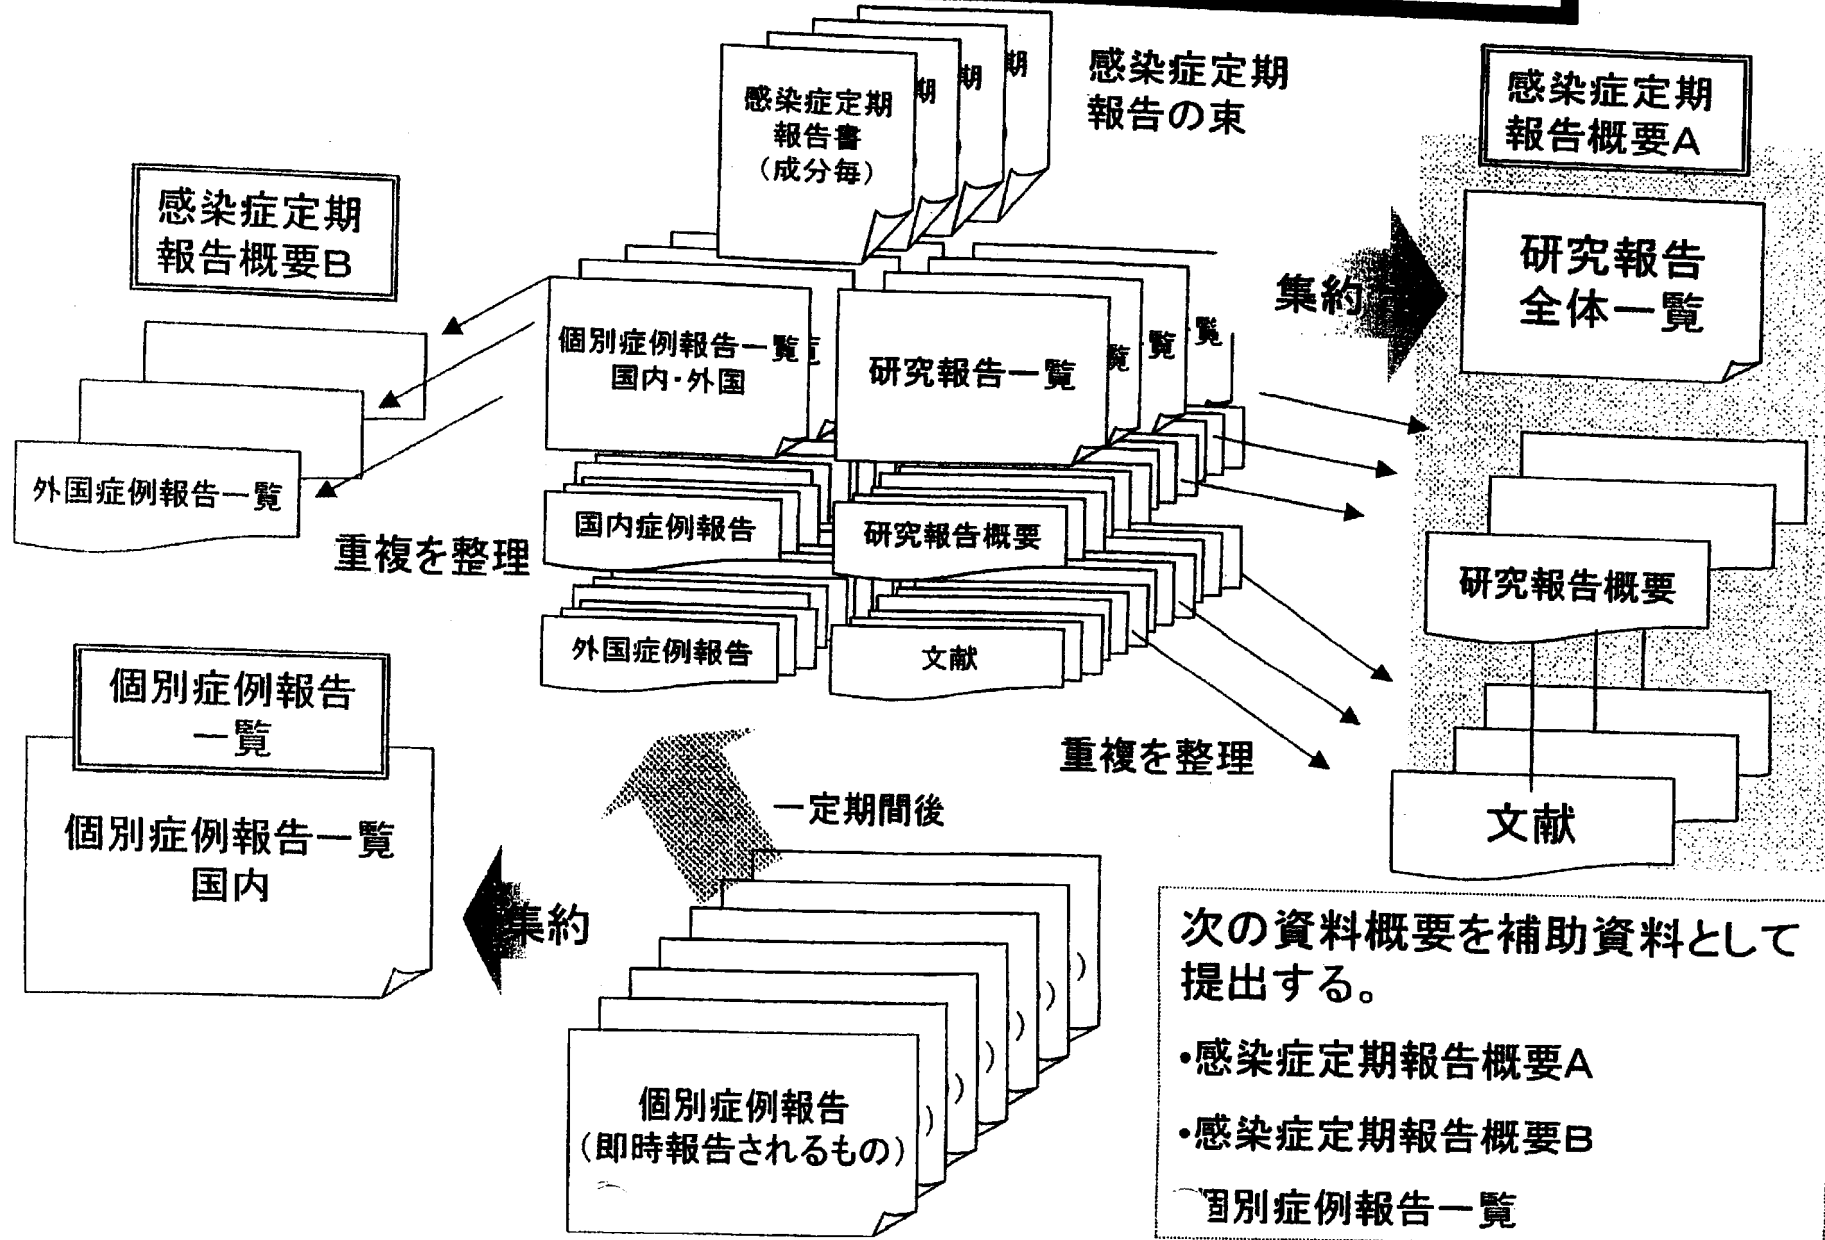 感染症定期
報告書
(成分毎)
期
期
期
感染症定期
報告の束
感染症定期
報告概要A
感染症定期
報告概要B
研究報告
全体一覧
集約
個別症例報告一覧
国内・外国
研究報告一覧
覧
覧
一覧
外国症例報告一覧
重複を整理
国内症例報告
研究報告概要
研究報告概要
外国症例報告
文献
個別症例報告
一覧
重複を整理
一定期間後
文献
個別症例報告一覧
国内
集約
次の資料概要を補助資料として
提出する。
・感染症定期報告概要A
・感染症定期報告概要B
個別症例報告一覧
個別症例報告
(即時報告されるもの)
)
)
)
)
)
)